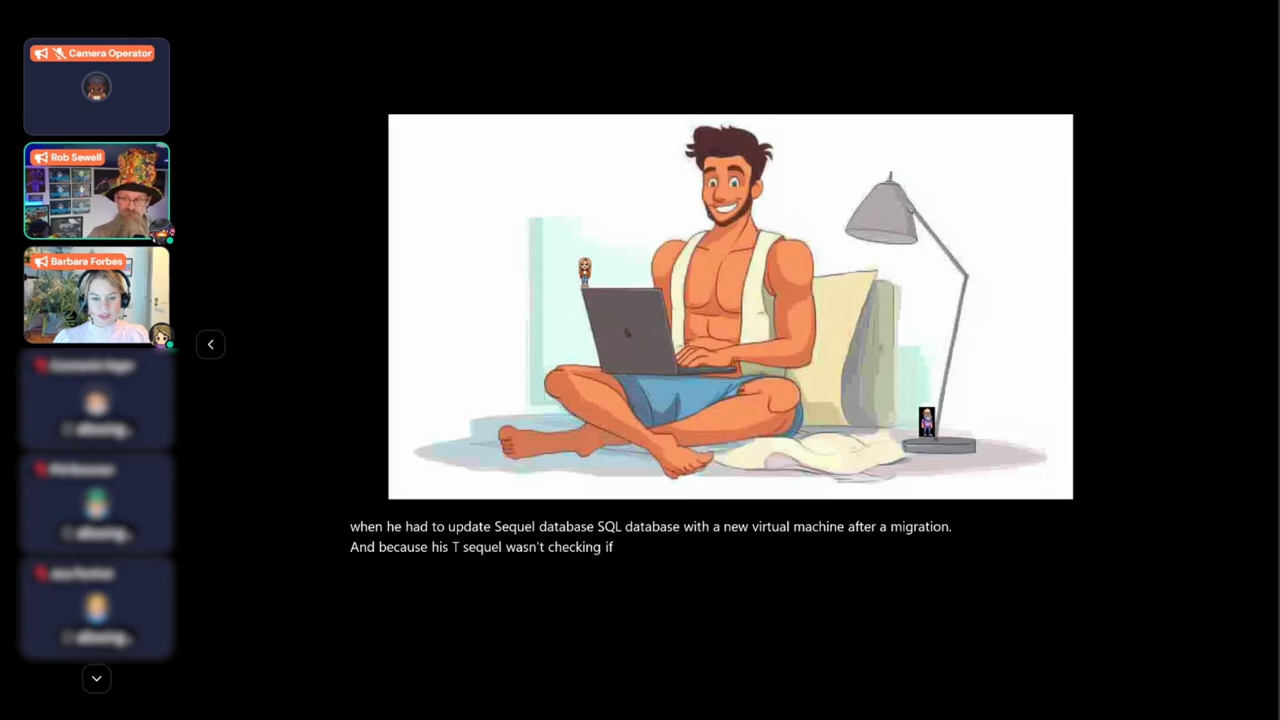 Camera Operator
Rob Sewell
Barbara Forbes
when he had to update Sequel database SQL database with a new virtual machine after a migration.
And because his T sequel wasn't checking if